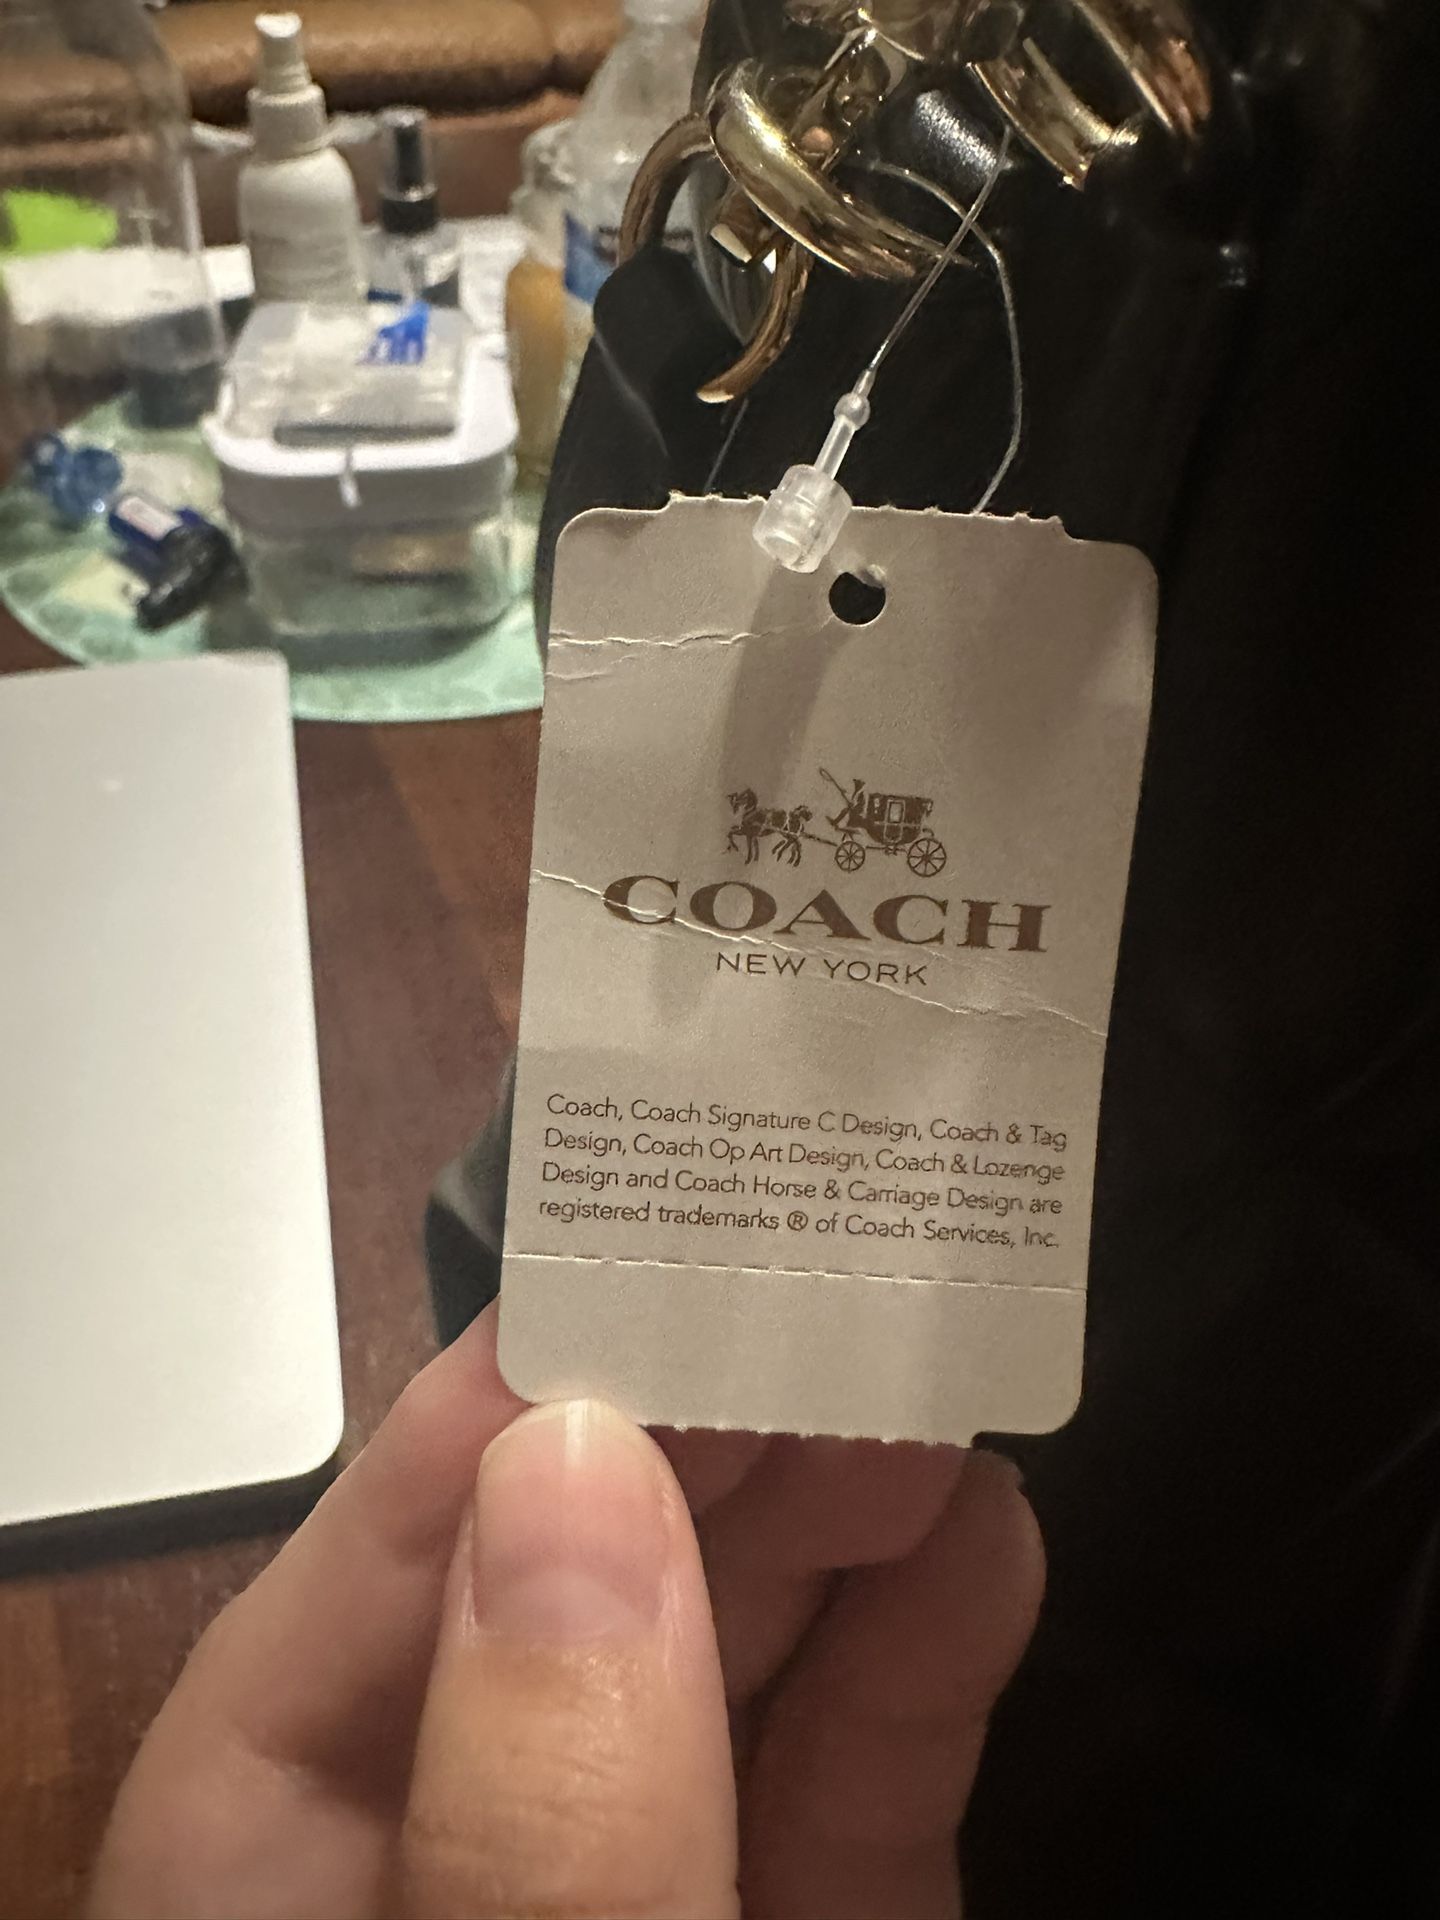 COACH
NEW YORK
Coach, Coach Signature C Design, Coach & Tag
Design, Coach Op Art Design, Coach & Lozenge
Design and Coach Horse & Carriage Design are
registered trademarks ® of Coach Services, Inc.